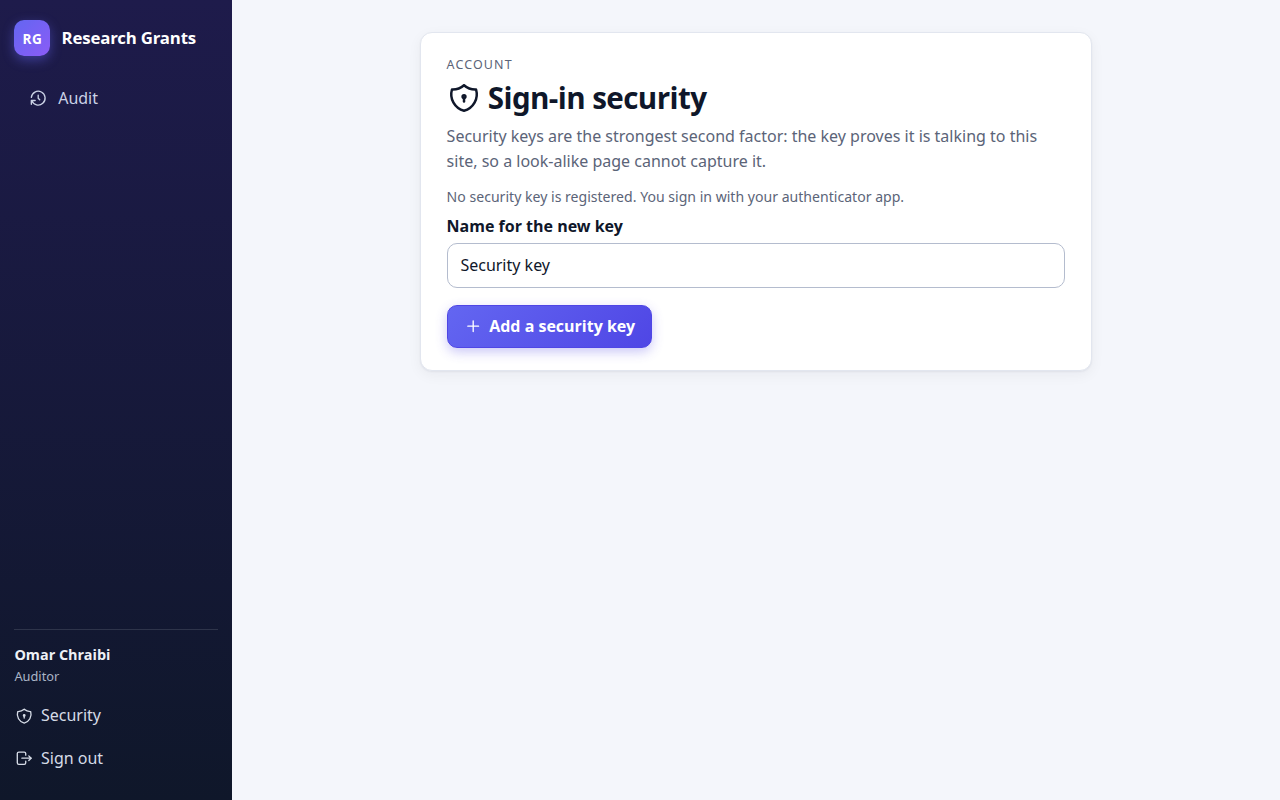 RG
Research Grants
Audit
Omar Chraibi
Auditor
Security
Sign out
ACCOUNT
Sign-in security
Security keys are the strongest second factor: the key proves it is talking to this
site, so a look-alike page cannot capture it.
No security key is registered. You sign in with your authenticator app.
Name for the new key
Security key
Add a security key